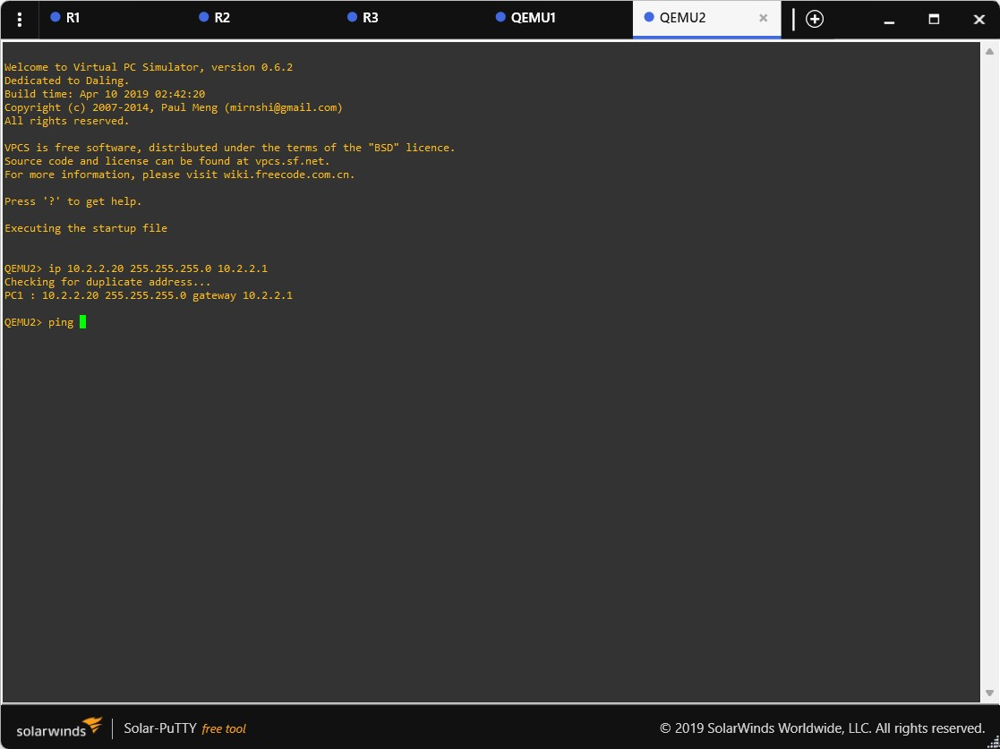 R1
R2
R3
QEMU1
QEMU2
Welcome to Virtual PC Simulator, version 0.6.2
Dedicated to Daling.
Build time: Apr 10 2019 02:42:20
Copyright (c) 2007-2014, Paul Meng (mirnshi@gmail.com)
All rights reserved.
VPCS is free software, distributed under the terms of the "BSD" licence.
Source code and license can be found at vpcs.sf.net.
For more information, please visit wiki.freecode.com.cn.
Press '?' to get help.
Executing the startup file
QEMU2> ip 10.2.2.20 255.255.255.0 10.2.2.1
Checking for duplicate address...
PC1 : 10.2.2.20 255.255.255.0 gateway 10.2.2.1
QEMU2> ping
solarwinds
Solar-PuTTY free tool
© 2019 SolarWinds Worldwide, LLC. All rights reserved.